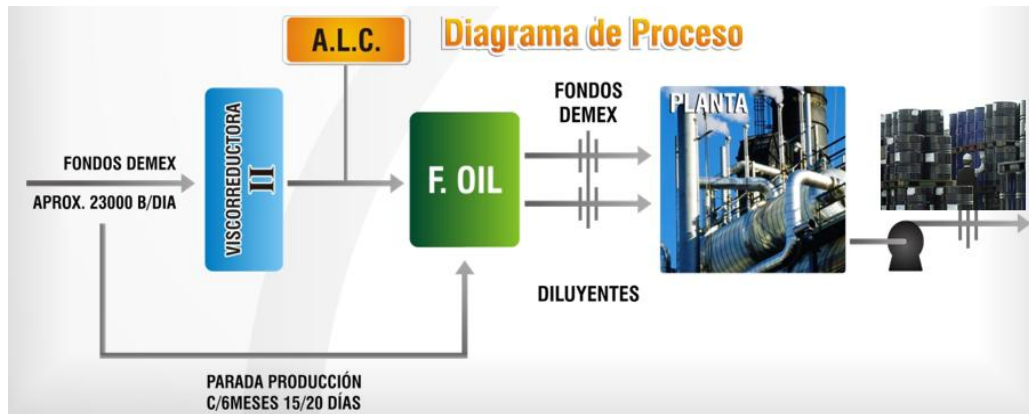 A.L.C.
Diagrama de Proceso
FONDOS DEMEX
APROX. 23000 B/DIA
VISCORREDUCTORA
II
F. OIL
FONDOS
DEMEX
PLANTA
DILUYENTES
PARADA PRODUCCIÓN
C/6MESES 15/20 DÍAS